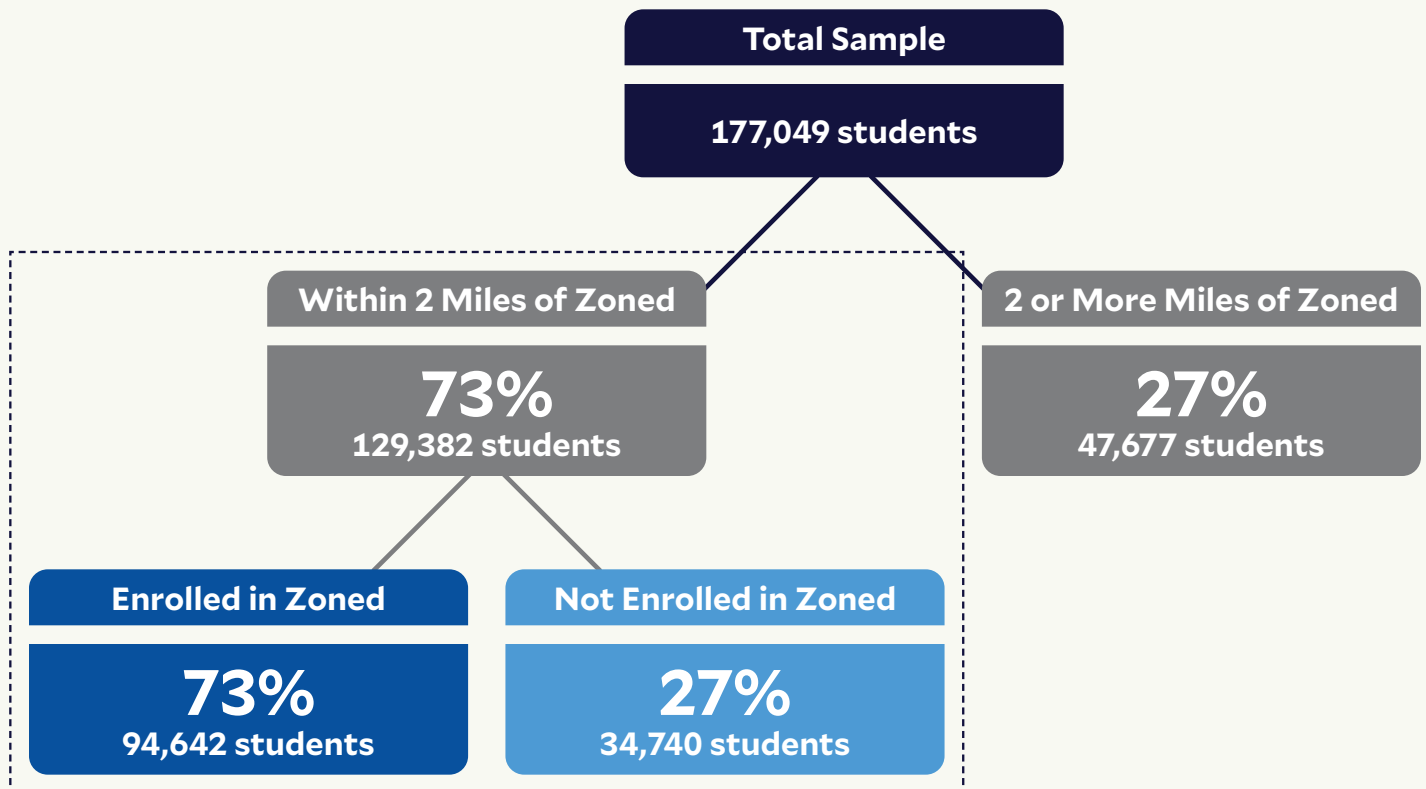 Total Sample
177,049 students
Within 2 Miles of Zoned
73%
129,382 students
2 or More Miles of Zoned
27%
47,677 students
Enrolled in Zoned
73%
94,642 students
Not Enrolled in Zoned
27%
34,740 students